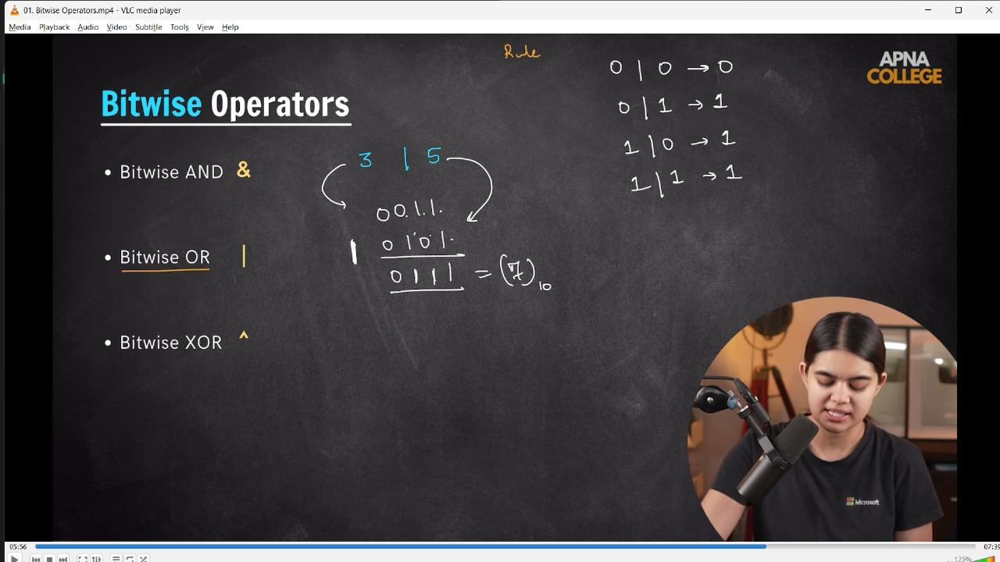 01. Bitwise Operators.mp4 - VLC media player
Media Playback Audio Video Subtitle Tools View Help
Rule
APNA
COLLEGE
0 | 0 → 0
0 | 1 → 1
1 | 0 → 1
1 | 1 → 1
Bitwise Operators
• Bitwise AND &
• Bitwise OR |
• Bitwise XOR ^
3 | 5
0011
| 0101
0111 = (7)10
Microsoft
05:56
125%